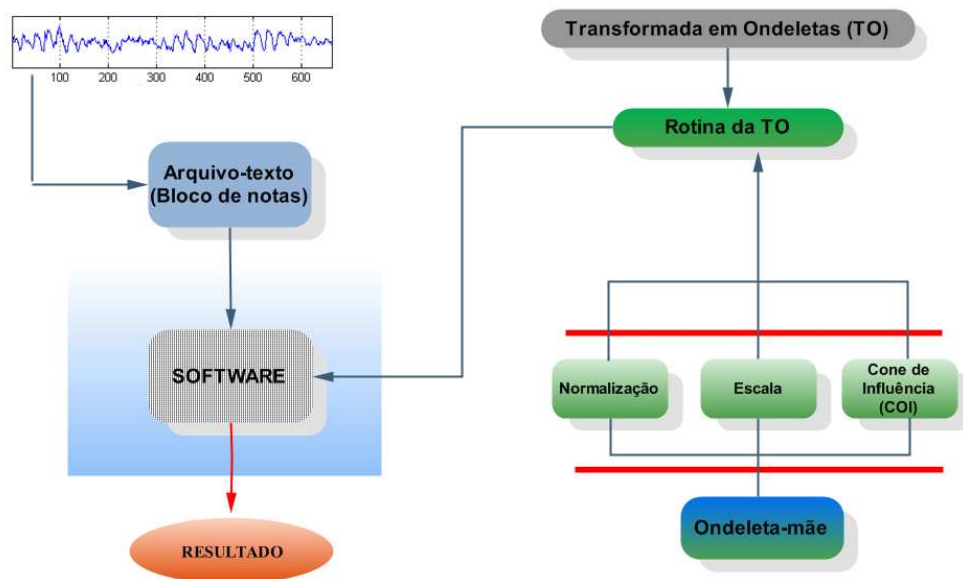 100 200 300 400 500 600
Arquivo-texto
(Bloco de notas)
SOFTWARE
RESULTADO
Transformada em Ondeletas (TO)
Rotina da TO
Normalização
Escala
Cone de
Influência
(COI)
Ondeleta-mãe